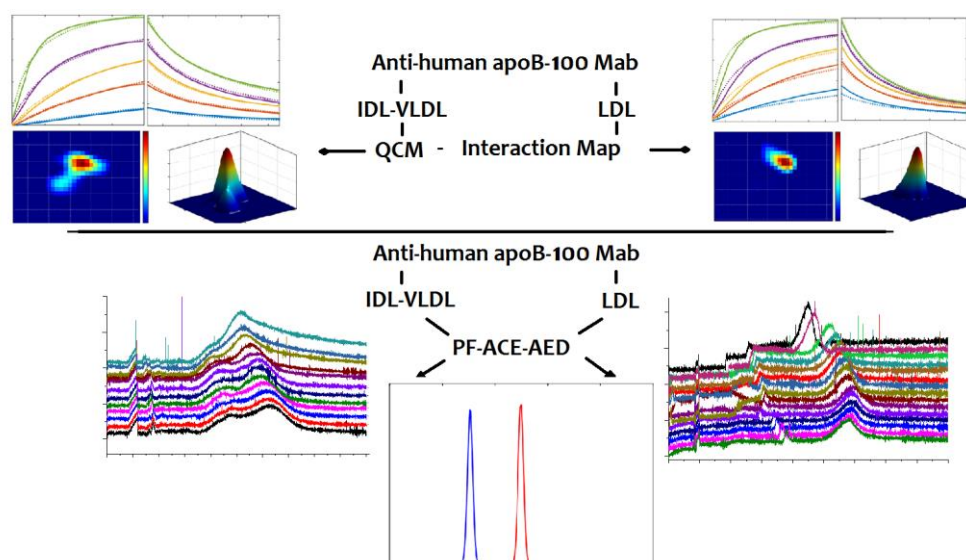 Anti-human apoB-100 Mab
IDL-VLDL
LDL
QCM - Interaction Map
Anti-human apoB-100 Mab
IDL-VLDL
LDL
PF-ACE-AED